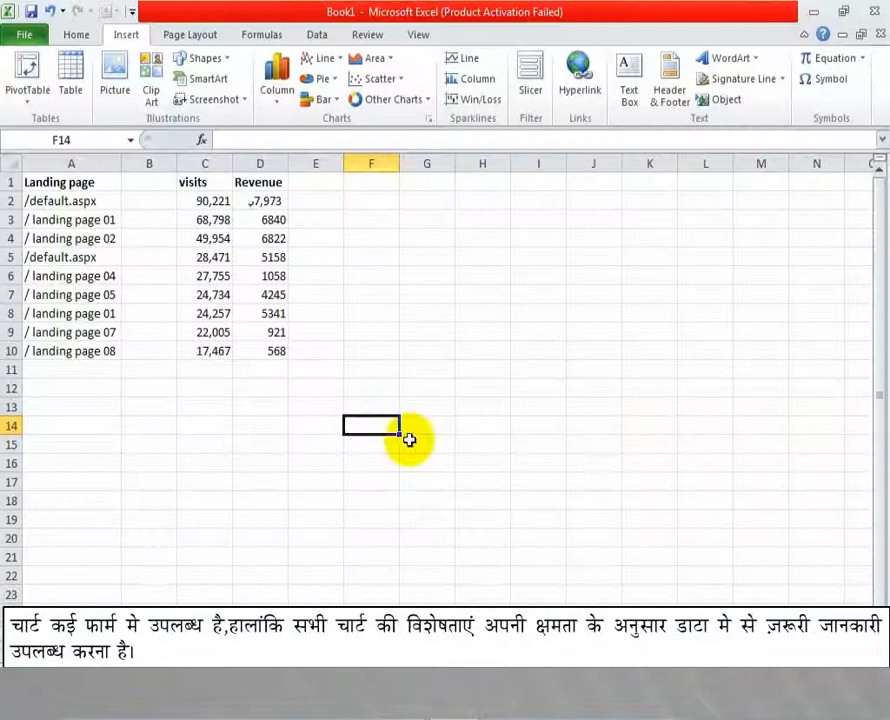 Book1 - Microsoft Excel (Product Activation Failed)
File Home Insert Page Layout Formulas Data Review View
PivotTable Table Picture Clip Art Shapes SmartArt Screenshot Column Line Pie Bar Area Scatter Other Charts Line Column Win/Loss Slicer Hyperlink Text Box Header & Footer WordArt Signature Line Object Equation Symbol
Tables Illustrations Charts Sparklines Filter Links Text Symbols
F14 fx
A B C D E F G H I J K L M N
1 Landing page visits Revenue
2 /default.aspx 90,221 7,973
3 / landing page 01 68,798 6840
4 / landing page 02 49,954 6822
5 /default.aspx 28,471 5158
6 / landing page 04 27,755 1058
7 / landing page 05 24,734 4245
8 / landing page 01 24,257 5341
9 / landing page 07 22,005 921
10 / landing page 08 17,467 568
11
12
13
14
15
16
17
18
19
20
21
22
23
चार्ट कई फार्म मे उपलब्ध है,हालांकि सभी चार्ट की विशेषताएं अपनी क्षमता के अनुसार डाटा मे से ज़रूरी जानकारी
उपलब्ध करना है।